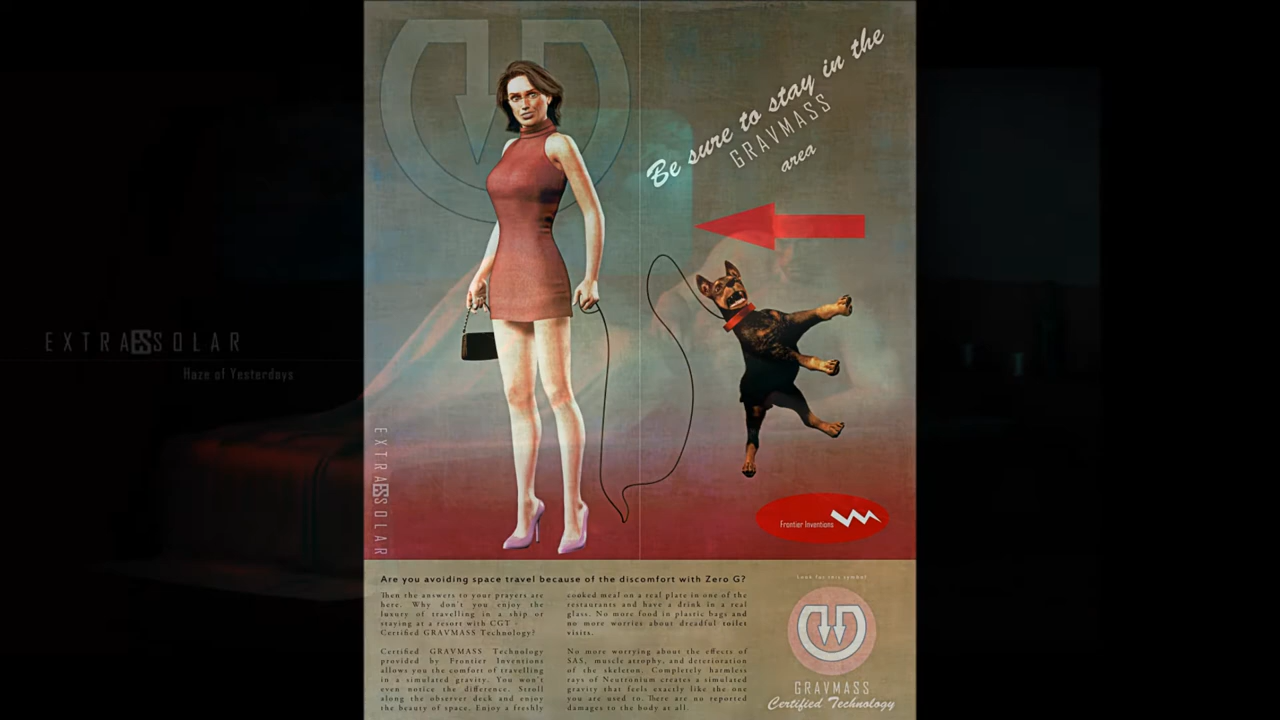 Be sure to stay in the
GRAVMASS
area
EXTRAESSOLAR
Haze of Yesterdays
EXTRAESSOLAR
Frontier Inventions
Are you avoiding space travel because of the discomfort with Zero G?
Then the answers to your prayers are
here. Why don't you enjoy the
luxury of travelling in a ship or
staying at a resort with CGT -
Certified GRAVMASS Technology?
Certified GRAVMASS Technology
provided by Frontier Inventions
allows you the comfort of travelling
in a simulated gravity. You won't
even notice the difference. Stroll
along the observer deck and enjoy
the beauty of space. Enjoy a freshly
cooked meal on a real plate in one of the
restaurants and have a drink in a real
glass. No more food in plastic bags and
no more worries about dreadful toilet
visits.
No more worrying about the effects of
SAS, muscle atrophy, and deterioration
of the skeleton. Completely harmless
rays of Neutronium creates a simulated
gravity that feels exactly like the one
you are used to. There are no reported
damages to the body at all.
Look for this symbol
GRAVMASS
Certified Technology